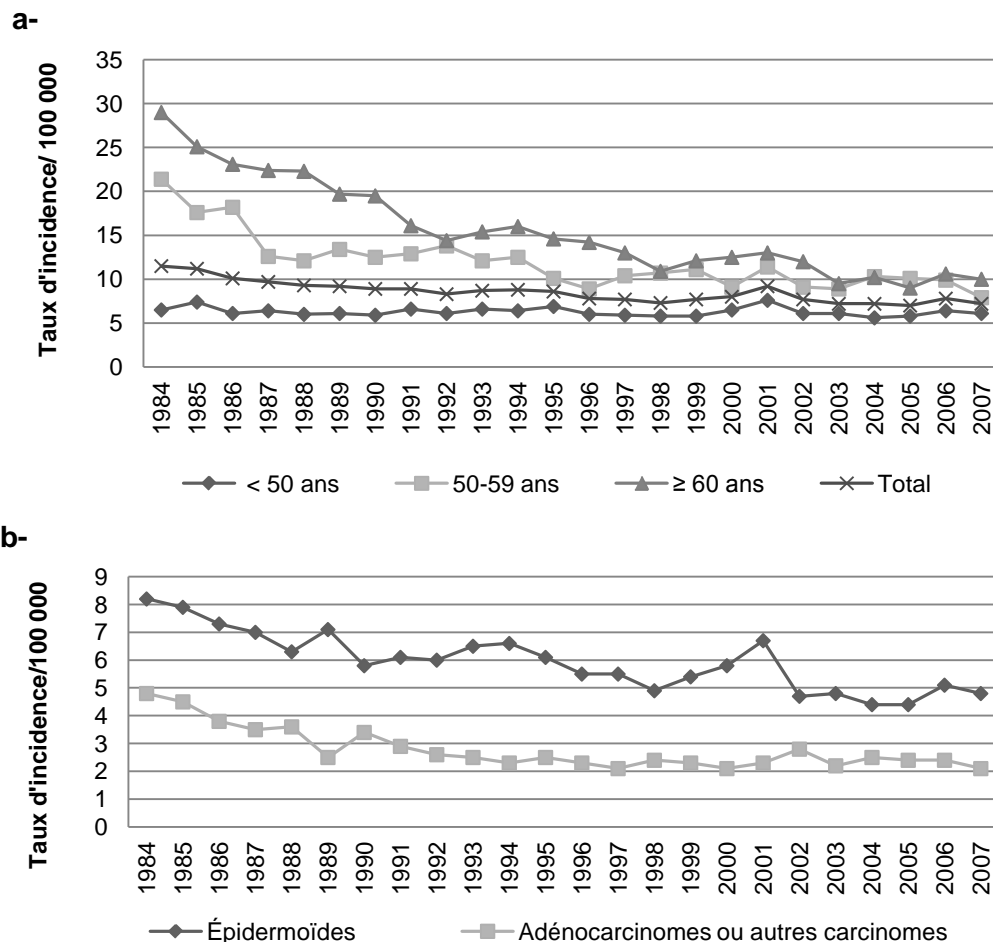 a-
Taux d'incidence/ 100 000
35
30
25
20
15
10
5
0
1984 1985 1986 1987 1988 1989 1990 1991 1992 1993 1994 1995 1996 1997 1998 1999 2000 2001 2002 2003 2004 2005 2006 2007
< 50 ans 50-59 ans ≥ 60 ans Total
b-
Taux d'incidence/100 000
9
8
7
6
5
4
3
2
1
0
1984 1985 1986 1987 1988 1989 1990 1991 1992 1993 1994 1995 1996 1997 1998 1999 2000 2001 2002 2003 2004 2005 2006 2007
Épidermoïdes Adénocarcinomes ou autres carcinomes